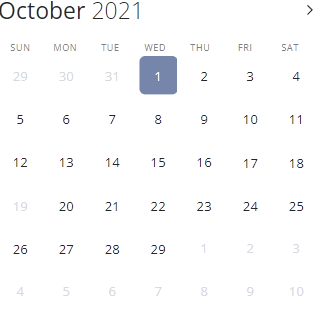 October 2021
SUN MON TUE WED THU FRI SAT
29 30 31 1 2 3 4
5 6 7 8 9 10 11
12 13 14 15 16 17 18
19 20 21 22 23 24 25
26 27 28 29 1 2 3
4 5 6 7 8 9 10